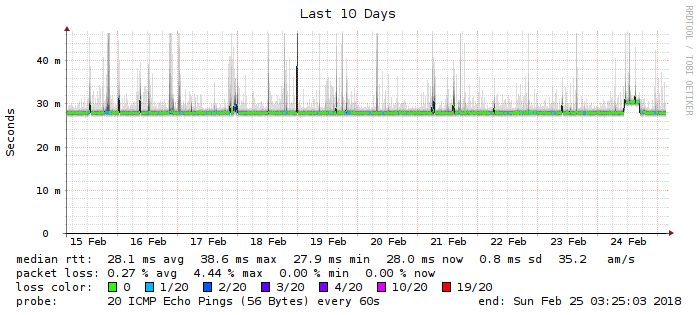 Last 10 Days
RRDTOOL / TOBI OETIKER
Seconds
40 m
30 m
20 m
10 m
0
15 Feb 16 Feb 17 Feb 18 Feb 19 Feb 20 Feb 21 Feb 22 Feb 23 Feb 24 Feb
median rtt: 28.1 ms avg 38.6 ms max 27.9 ms min 28.0 ms now 0.8 ms sd 35.2 am/s
packet loss: 0.27 % avg 4.44 % max 0.00 % min 0.00 % now
loss color: 0 1/20 2/20 3/20 4/20 10/20 19/20
probe: 20 ICMP Echo Pings (56 Bytes) every 60s end: Sun Feb 25 03:25:03 2018